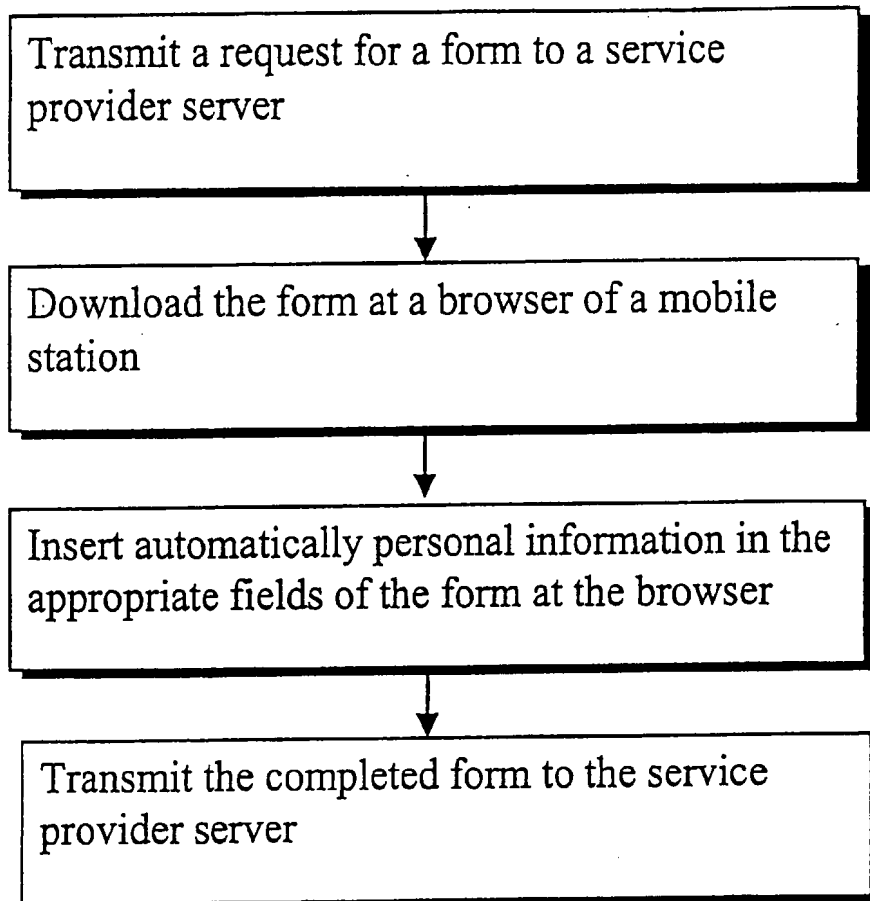 Transmit a request for a form to a service
provider server
Download the form at a browser of a mobile
station
Insert automatically personal information in the
appropriate fields of the form at the browser
Transmit the completed form to the service
provider server